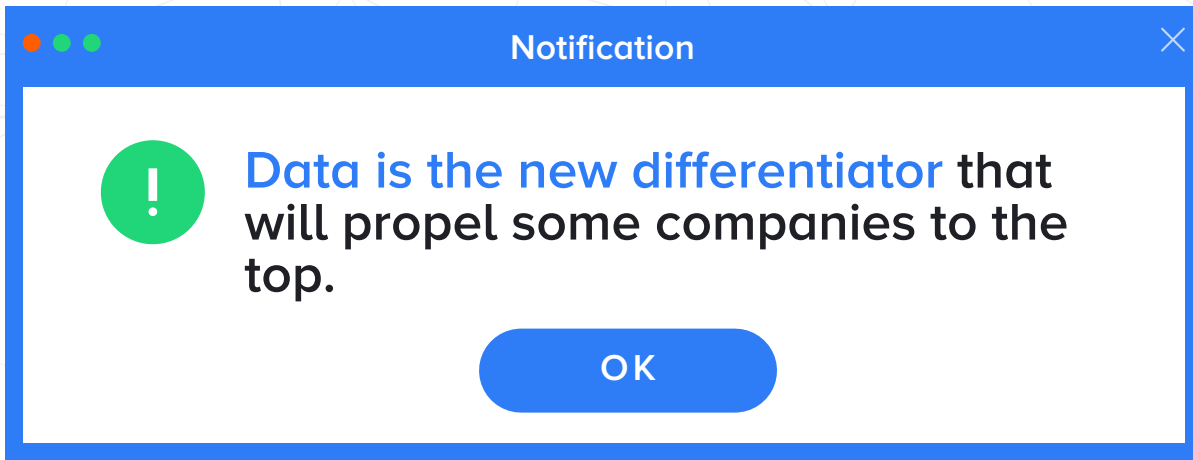 Notification
Data is the new differentiator that
will propel some companies to the
top.
OK